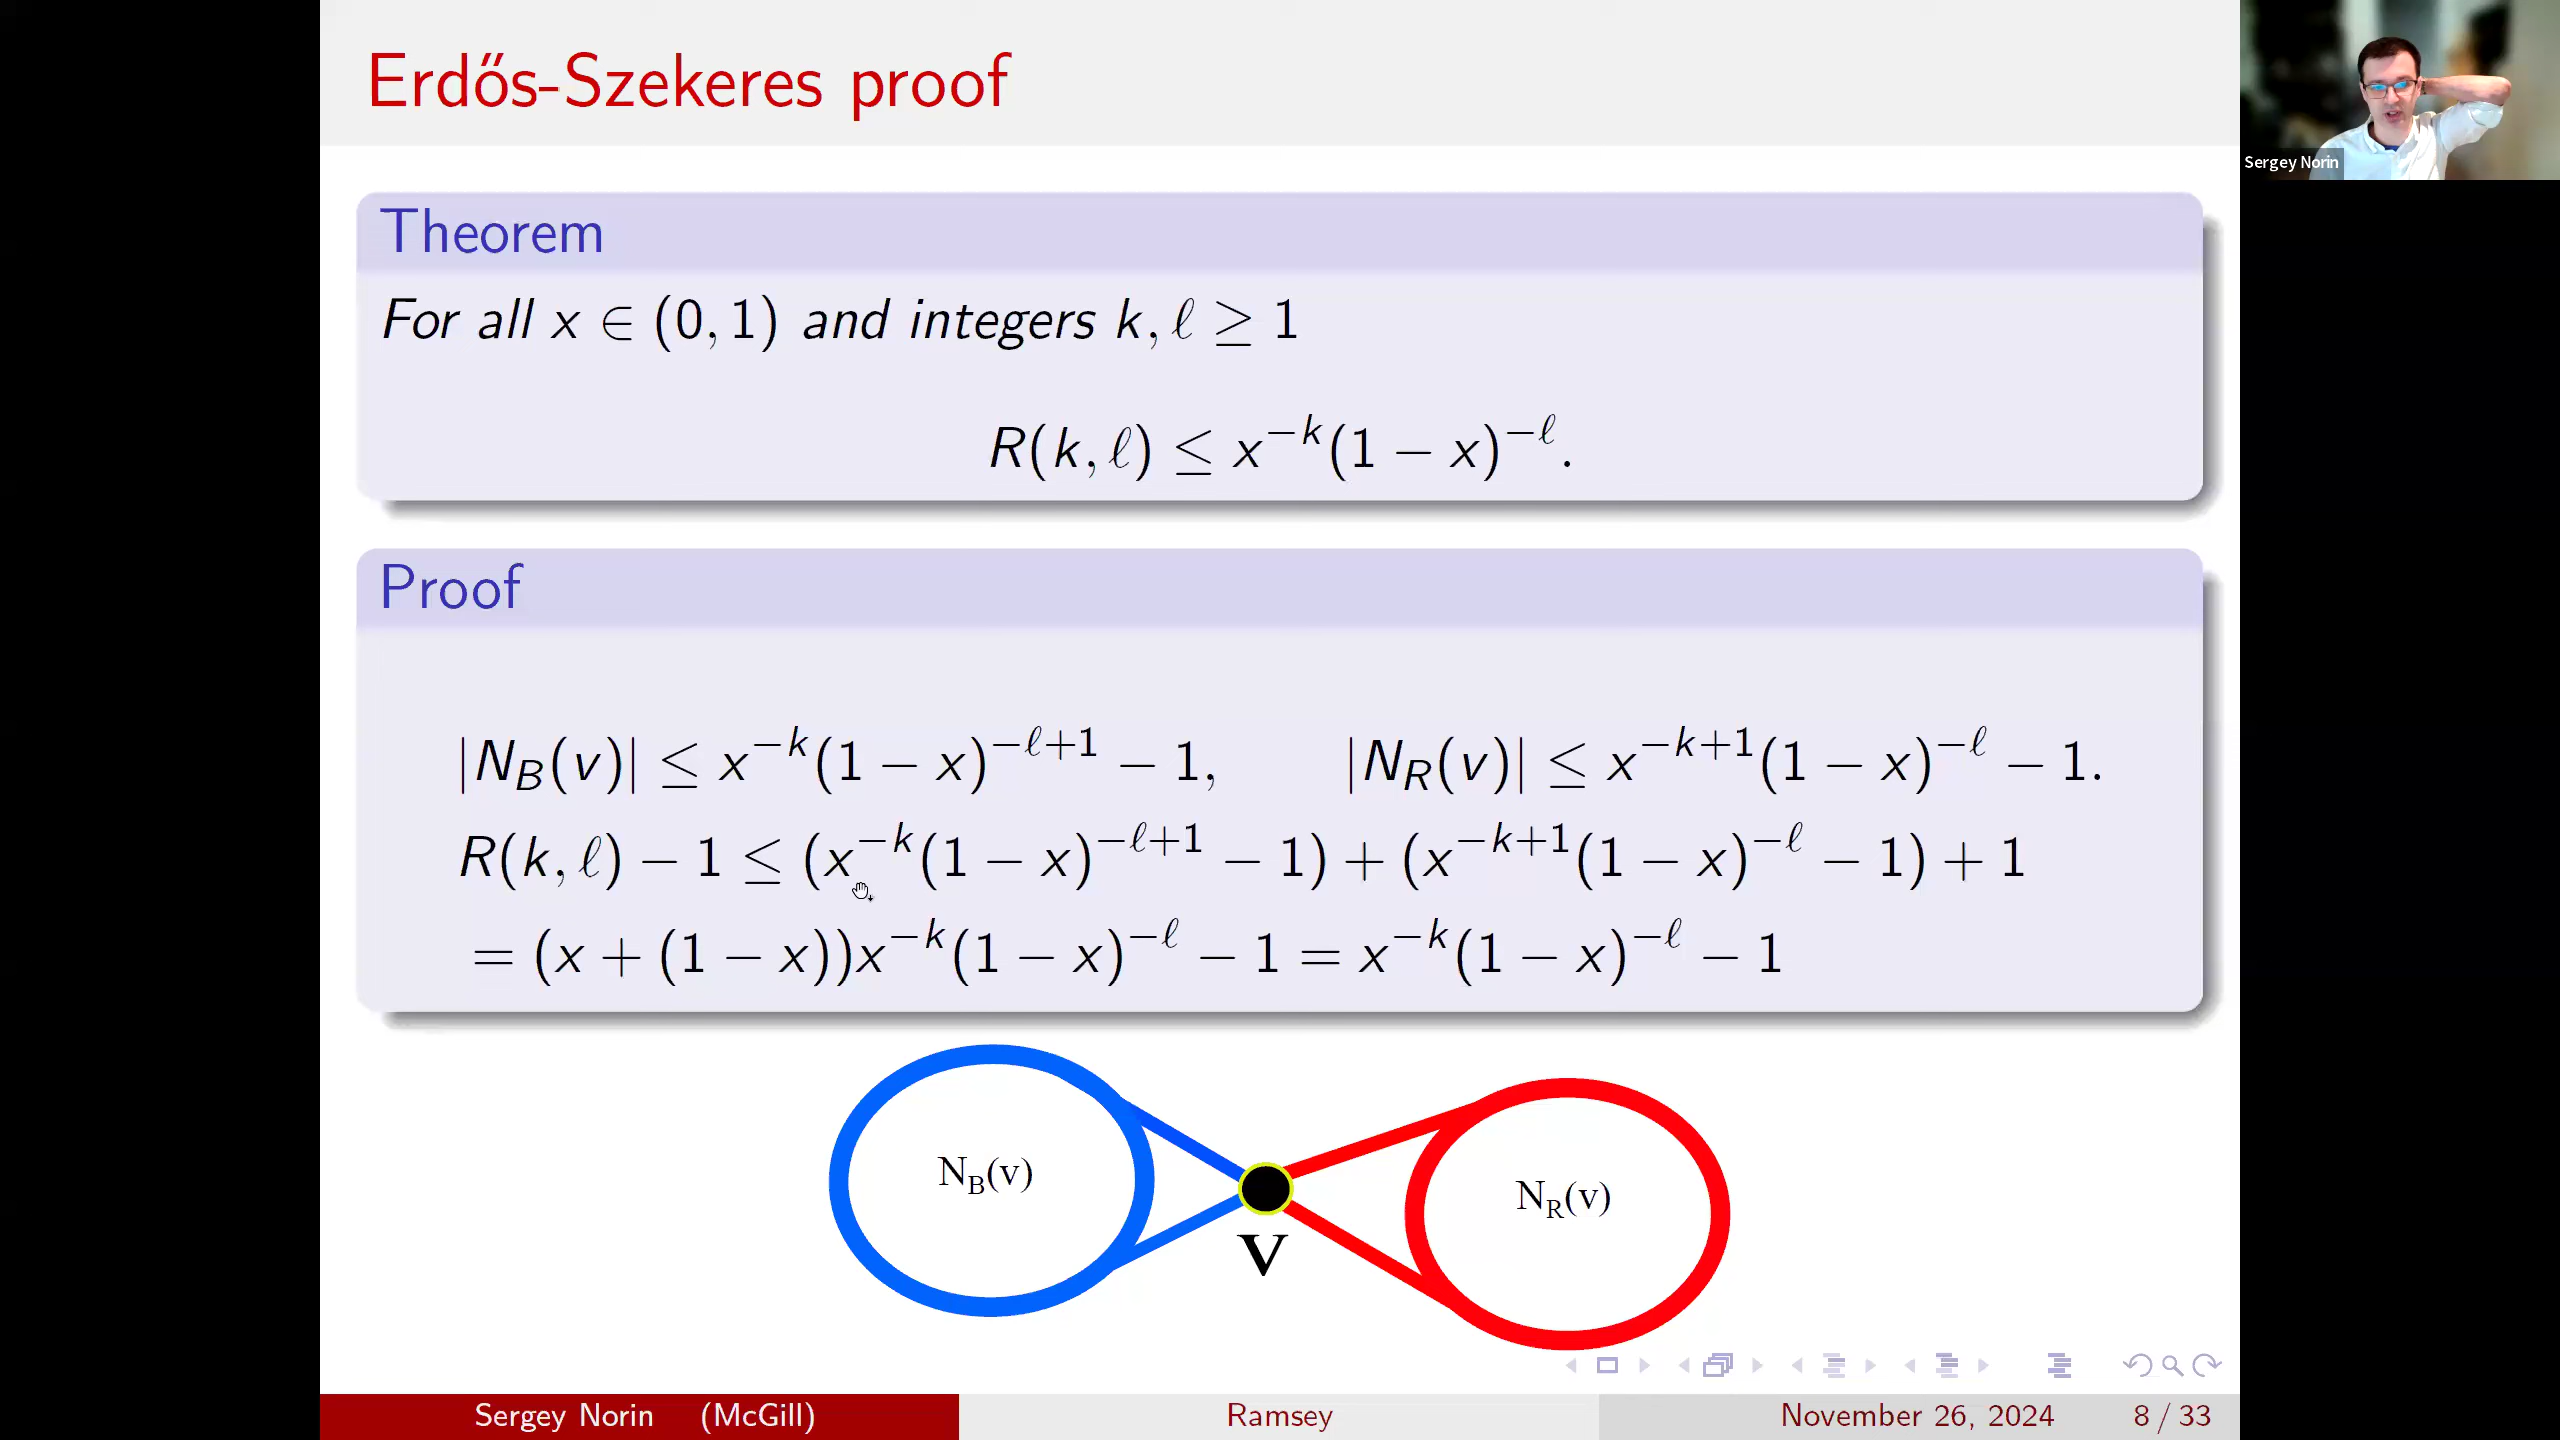 Erdős-Szekeres proof
Sergey Norin
Theorem
For all x ∈ (0, 1) and integers k, ℓ ≥ 1
R(k, ℓ) ≤ x^{−k}(1 − x)^{−ℓ}.
Proof
|N_B(v)| ≤ x^{−k}(1 − x)^{−ℓ+1} − 1, |N_R(v)| ≤ x^{−k+1}(1 − x)^{−ℓ} − 1.
R(k, ℓ) − 1 ≤ (x^{−k}(1 − x)^{−ℓ+1} − 1) + (x^{−k+1}(1 − x)^{−ℓ} − 1) + 1
= (x + (1 − x))x^{−k}(1 − x)^{−ℓ} − 1 = x^{−k}(1 − x)^{−ℓ} − 1
N_B(v)
N_R(v)
v
Sergey Norin (McGill) Ramsey November 26, 2024 8 / 33